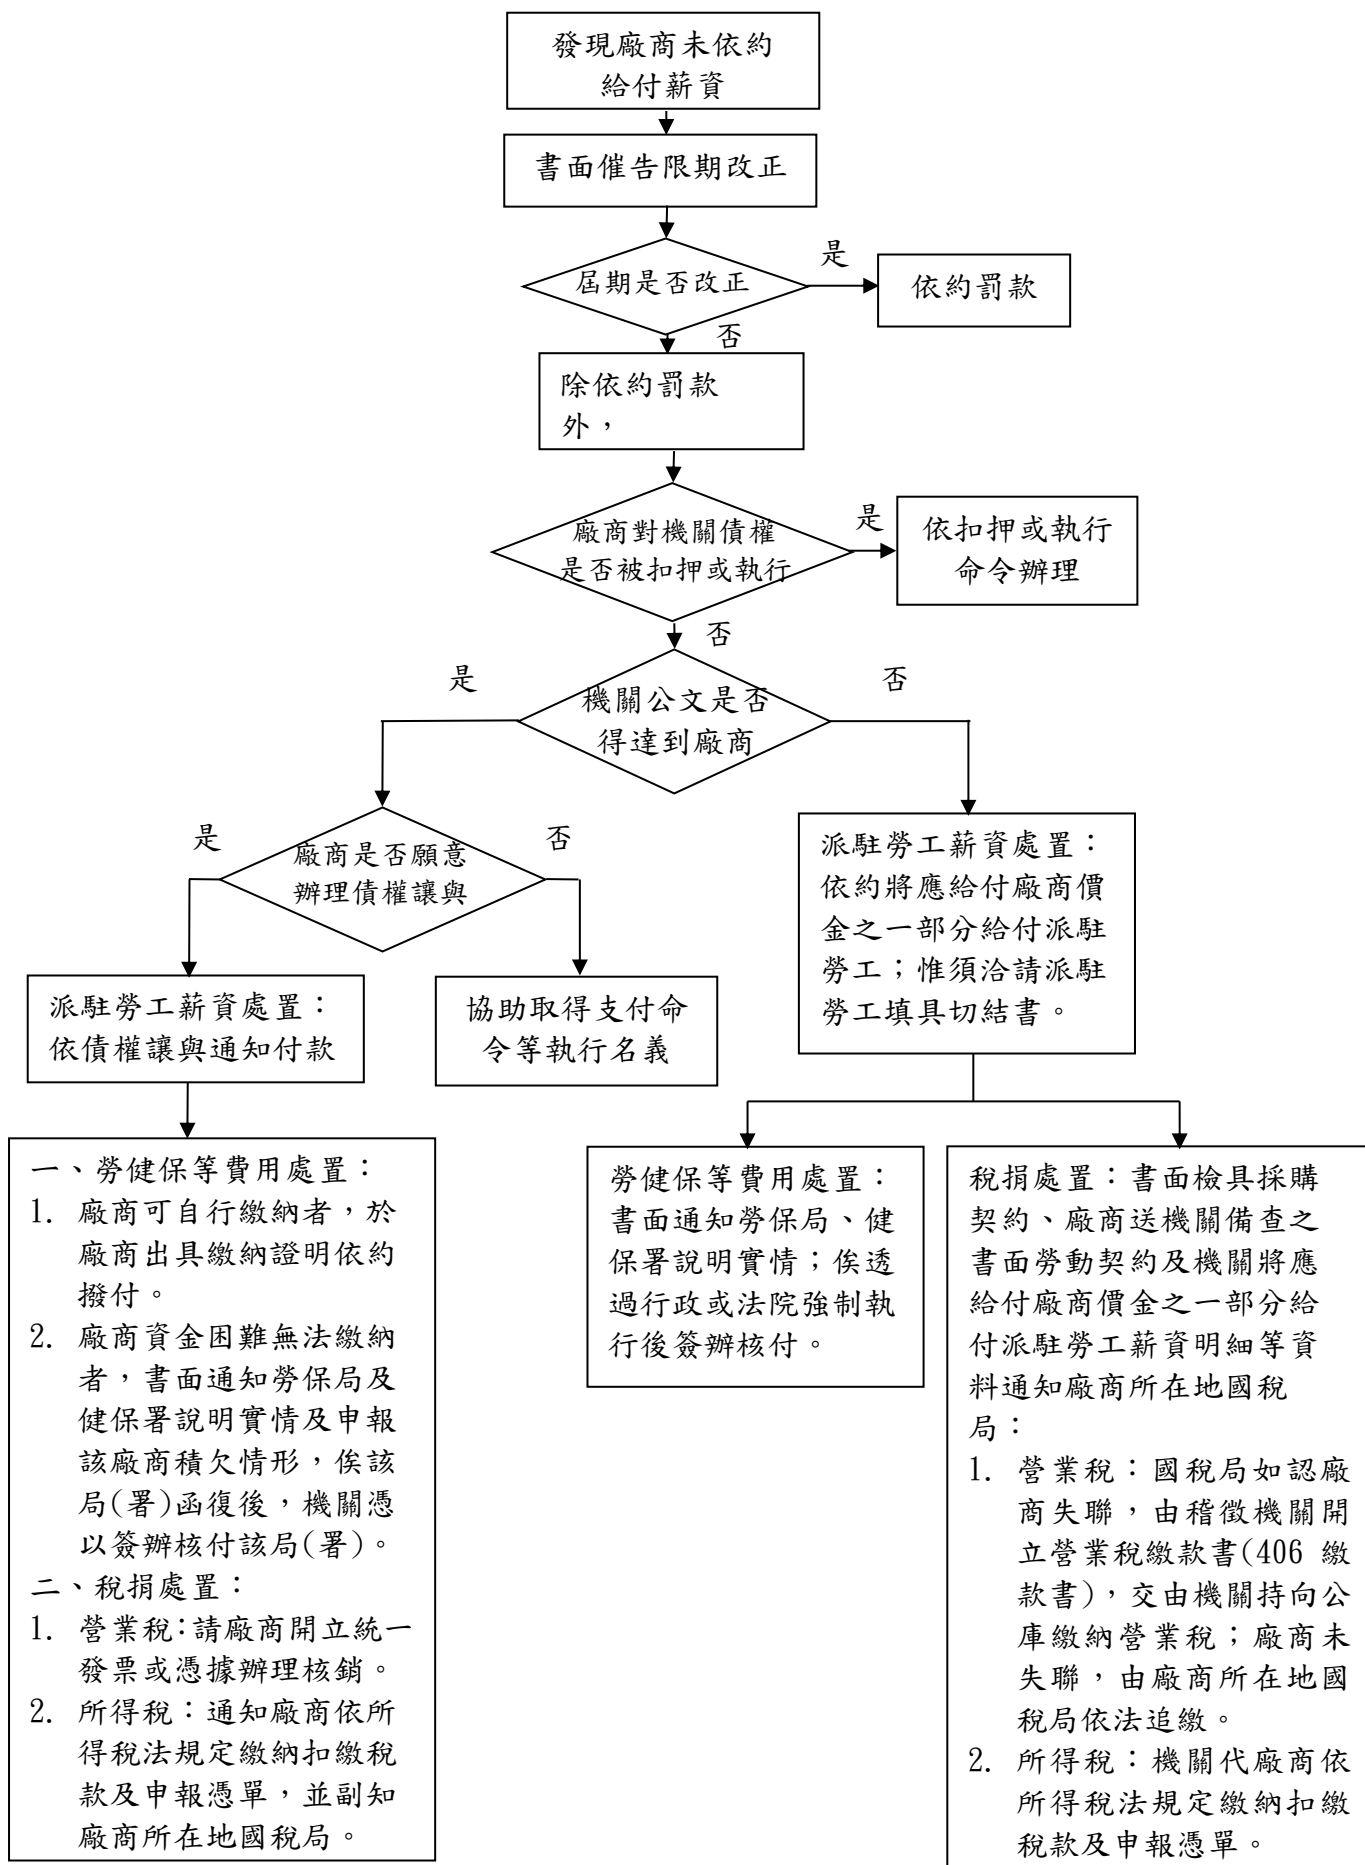 發現廠商未依約
給付薪資
書面催告限期改正
屆期是否改正
是
依約罰款
否
除依約罰款
外，
廠商對機關債權
是否被扣押或執行
是
依扣押或執行
命令辦理
否
機關公文是否
得達到廠商
是
否
廠商是否願意
辦理債權讓與
是
否
派駐勞工薪資處置：
依約將應給付廠商價
金之一部分給付派駐
勞工；惟須洽請派駐
勞工填具切結書。
派駐勞工薪資處置：
依債權讓與通知付款
協助取得支付命
令等執行名義
一、勞健保等費用處置：
1. 廠商可自行繳納者，於
廠商出具繳納證明依約
撥付。
2. 廠商資金困難無法繳納
者，書面通知勞保局及
健保署說明實情及申報
該廠商積欠情形，俟該
局(署)函復後，機關憑
以簽辦核付該局(署)。
二、稅捐處置：
1. 營業稅:請廠商開立統一
發票或憑據辦理核銷。
2. 所得稅：通知廠商依所
得稅法規定繳納扣繳稅
款及申報憑單，並副知
廠商所在地國稅局。
勞健保等費用處置：
書面通知勞保局、健
保署說明實情；俟透
過行政或法院強制執
行後簽辦核付。
稅捐處置：書面檢具採購
契約、廠商送機關備查之
書面勞動契約及機關將應
給付廠商價金之一部分給
付派駐勞工薪資明細等資
料通知廠商所在地國稅
局：
1. 營業稅：國稅局如認廠
商失聯，由稽徵機關開
立營業稅繳款書(406 繳
款書)，交由機關持向公
庫繳納營業稅；廠商未
失聯，由廠商所在地國
稅局依法追繳。
2. 所得稅：機關代廠商依
所得稅法規定繳納扣繳
稅款及申報憑單。